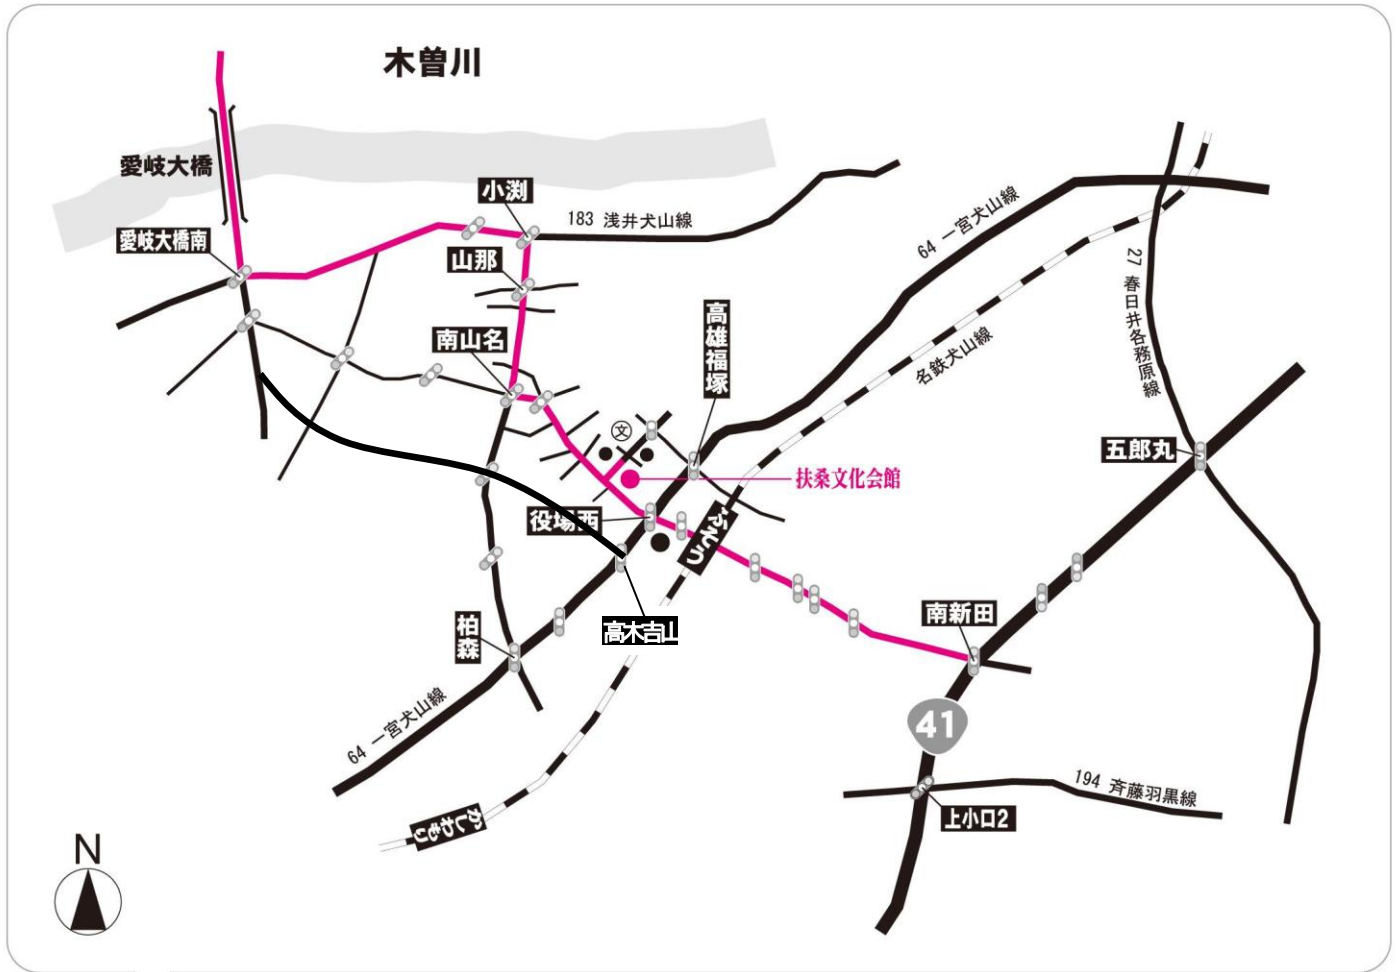 木曽川
愛岐大橋
小渕
183 浅井犬山線
愛岐大橋南
山那
64 一宮犬山線
27 春日井各務原線
高雄福塚
南山名
名鉄犬山線
文
五郎丸
扶桑文化会館
役場西
ふそう
南新田
高木吉山
柏森
41
64 一宮犬山線
194 斉藤羽黒線
かしわもり
上小口2
N